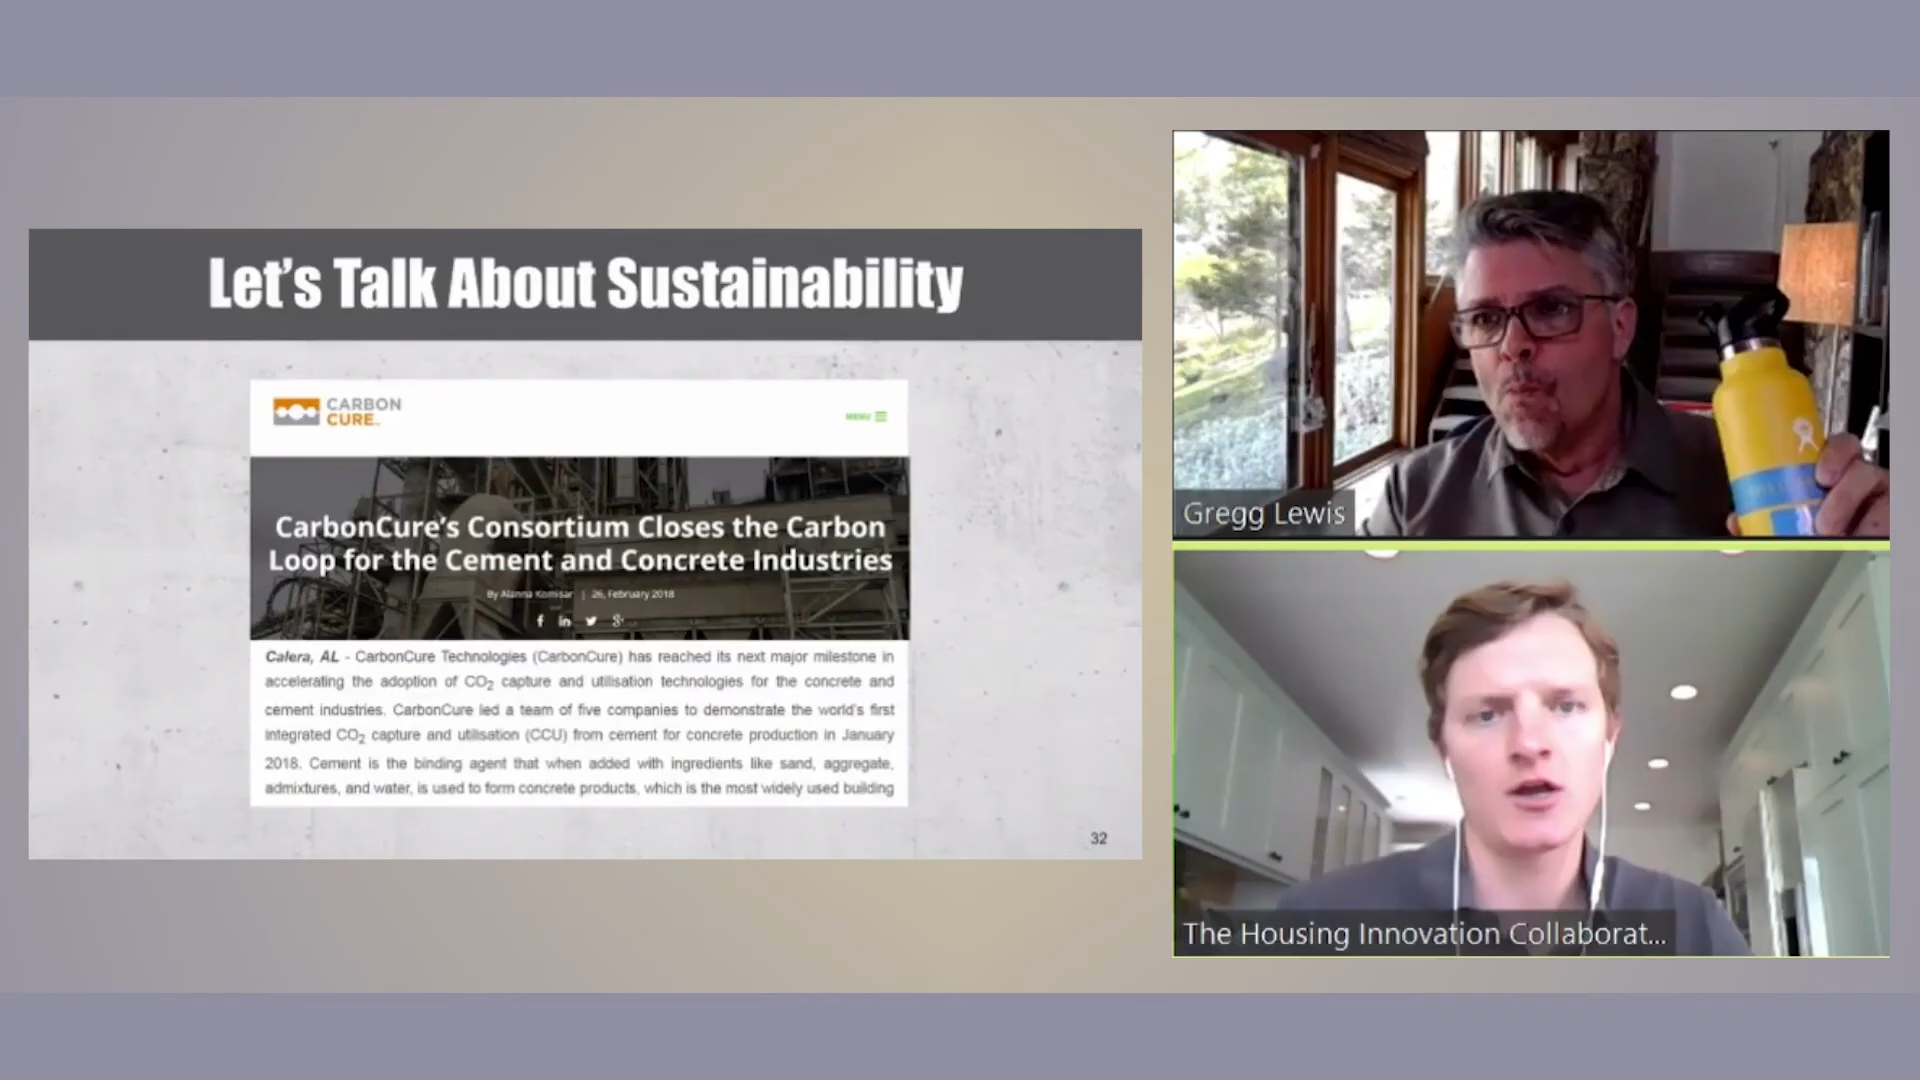 Let's Talk About Sustainability
CARBON
CURE
MENU
CarbonCure's Consortium Closes the Carbon
Loop for the Cement and Concrete Industries
By Alanna Komisar | 26, February 2018
Calera, AL - CarbonCure Technologies (CarbonCure) has reached its next major milestone in
accelerating the adoption of CO2 capture and utilisation technologies for the concrete and
cement industries. CarbonCure led a team of five companies to demonstrate the world's first
integrated CO2 capture and utilisation (CCU) from cement for concrete production in January
2018. Cement is the binding agent that when added with ingredients like sand, aggregate,
admixtures, and water, is used to form concrete products, which is the most widely used building
32
Gregg Lewis
The Housing Innovation Collaborat...